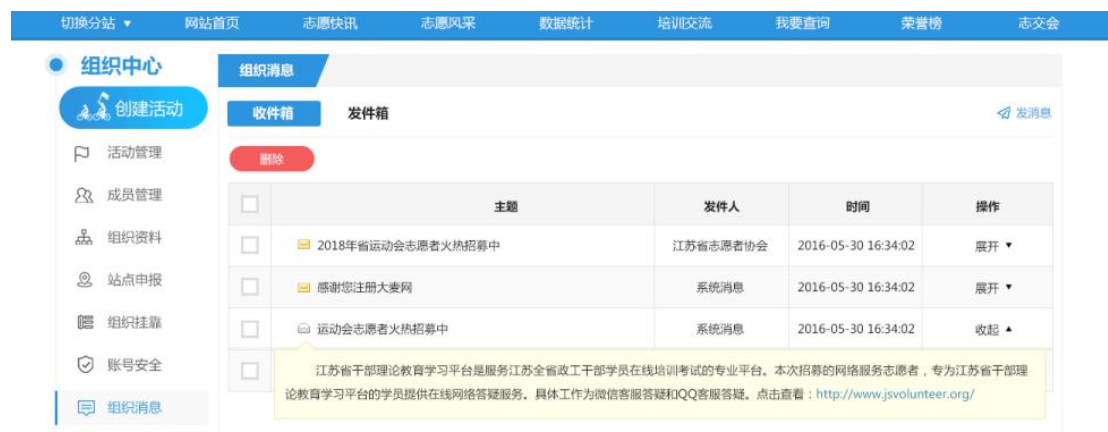 切换分站 ▼ 网站首页 志愿快讯 志愿风采 数据统计 培训交流 我要查询 荣誉榜 志交会
组织中心
创建活动
活动管理
成员管理
组织资料
站点申报
组织挂靠
账号安全
组织消息
组织消息
收件箱 发件箱 发消息
删除
主题 发件人 时间 操作
2018年省运动会志愿者火热招募中 江苏省志愿者协会 2016-05-30 16:34:02 展开 ▼
感谢您注册大麦网 系统消息 2016-05-30 16:34:02 展开 ▼
运动会志愿者火热招募中 系统消息 2016-05-30 16:34:02 收起 ▲
江苏省干部理论教育学习平台是服务江苏全省政工干部学员在线培训考试的专业平台。本次招募的网络服务志愿者，专为江苏省干部理
论教育学习平台的学员提供在线网络答疑服务。具体工作为微信客服答疑和QQ客服答疑。点击查看：http://www.jsvolunteer.org/